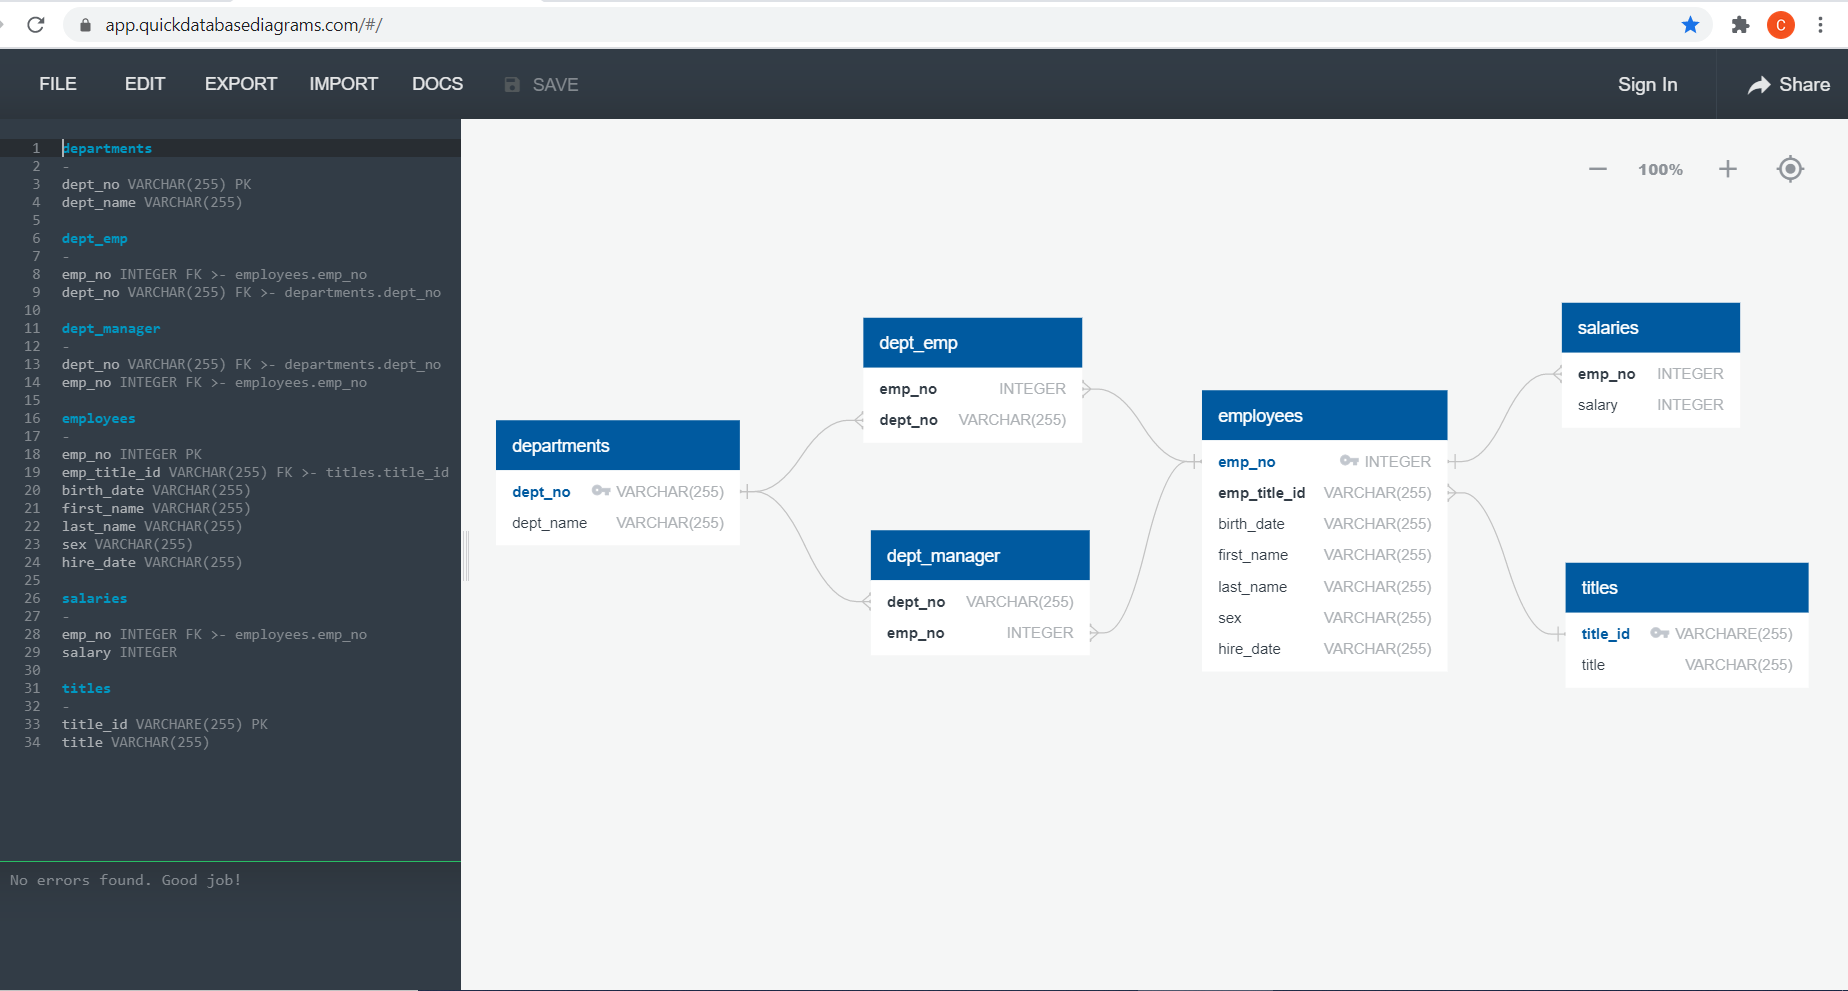 app.quickdatabasediagrams.com/#/
C
FILE EDIT EXPORT IMPORT DOCS SAVE Sign In Share
1 departments
2 -
3 dept_no VARCHAR(255) PK
4 dept_name VARCHAR(255)
5
6 dept_emp
7 -
8 emp_no INTEGER FK >- employees.emp_no
9 dept_no VARCHAR(255) FK >- departments.dept_no
10
11 dept_manager
12 -
13 dept_no VARCHAR(255) FK >- departments.dept_no
14 emp_no INTEGER FK >- employees.emp_no
15
16 employees
17 -
18 emp_no INTEGER PK
19 emp_title_id VARCHAR(255) FK >- titles.title_id
20 birth_date VARCHAR(255)
21 first_name VARCHAR(255)
22 last_name VARCHAR(255)
23 sex VARCHAR(255)
24 hire_date VARCHAR(255)
25
26 salaries
27 -
28 emp_no INTEGER FK >- employees.emp_no
29 salary INTEGER
30
31 titles
32 -
33 title_id VARCHARE(255) PK
34 title VARCHAR(255)
No errors found. Good job!
100%
departments
dept_no VARCHAR(255)
dept_name VARCHAR(255)
dept_emp
emp_no INTEGER
dept_no VARCHAR(255)
dept_manager
dept_no VARCHAR(255)
emp_no INTEGER
employees
emp_no INTEGER
emp_title_id VARCHAR(255)
birth_date VARCHAR(255)
first_name VARCHAR(255)
last_name VARCHAR(255)
sex VARCHAR(255)
hire_date VARCHAR(255)
salaries
emp_no INTEGER
salary INTEGER
titles
title_id VARCHARE(255)
title VARCHAR(255)